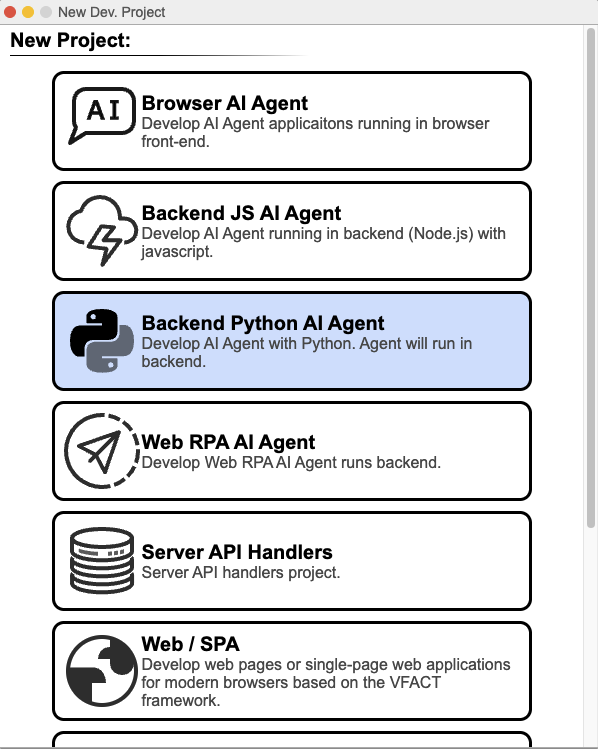 New Dev. Project
New Project:
AI
Browser AI Agent
Develop AI Agent applicaitons running in browser
front-end.
Backend JS AI Agent
Develop AI Agent running in backend (Node.js) with
javascript.
Backend Python AI Agent
Develop AI Agent with Python. Agent will run in
backend.
Web RPA AI Agent
Develop Web RPA AI Agent runs backend.
Server API Handlers
Server API handlers project.
Web / SPA
Develop web pages or single-page web applications
for modern browsers based on the VFACT
framework.